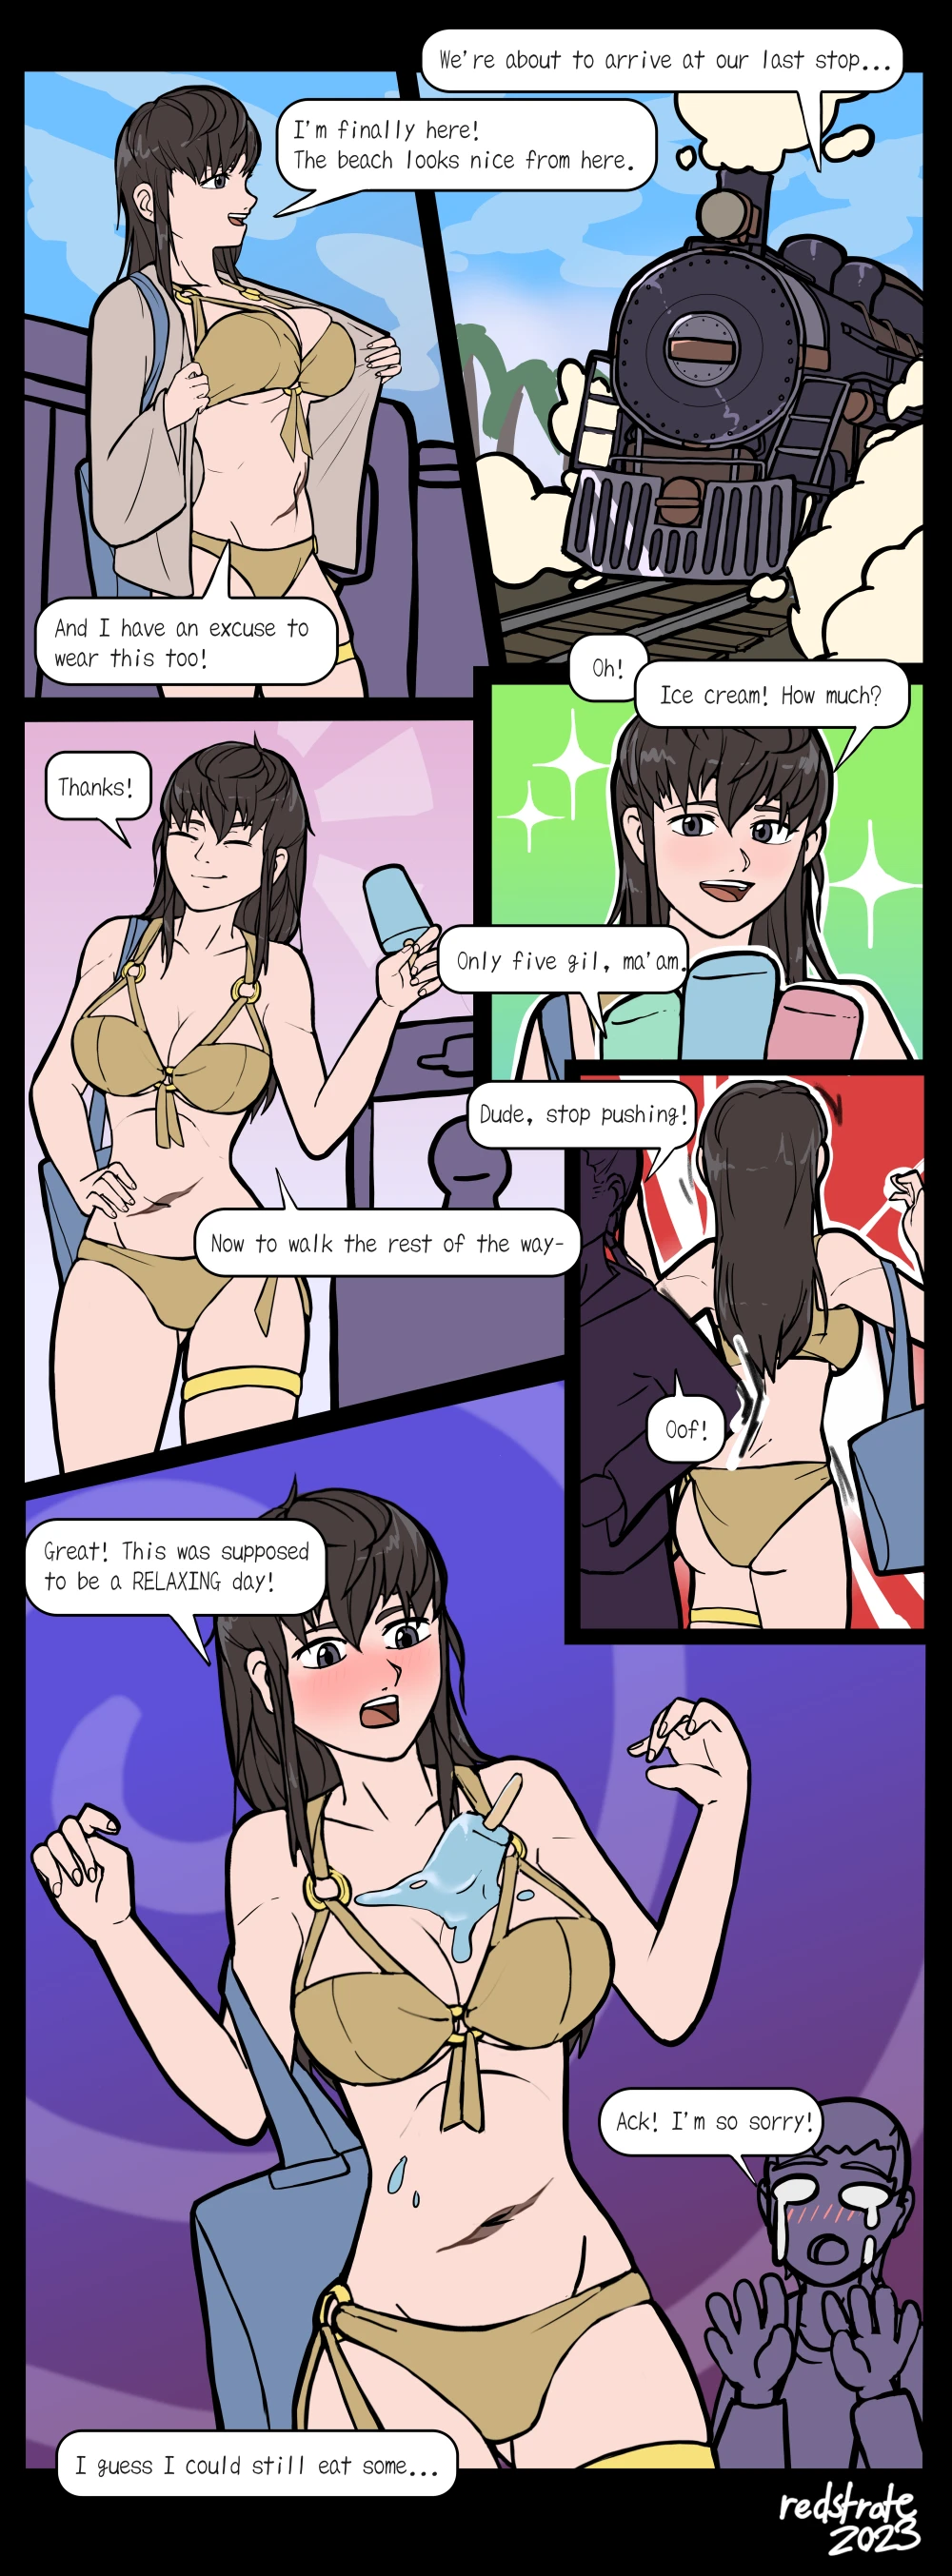 We're about to arrive at our last stop...
I'm finally here!
The beach looks nice from here.
And I have an excuse to
wear this too!
Oh!
Ice cream! How much?
Only five gil, ma'am.
Thanks!
Now to walk the rest of the way-
Dude, stop pushing!
Oof!
Great! This was supposed
to be a RELAXING day!
Ack! I'm so sorry!
I guess I could still eat some...
redstrate
2023